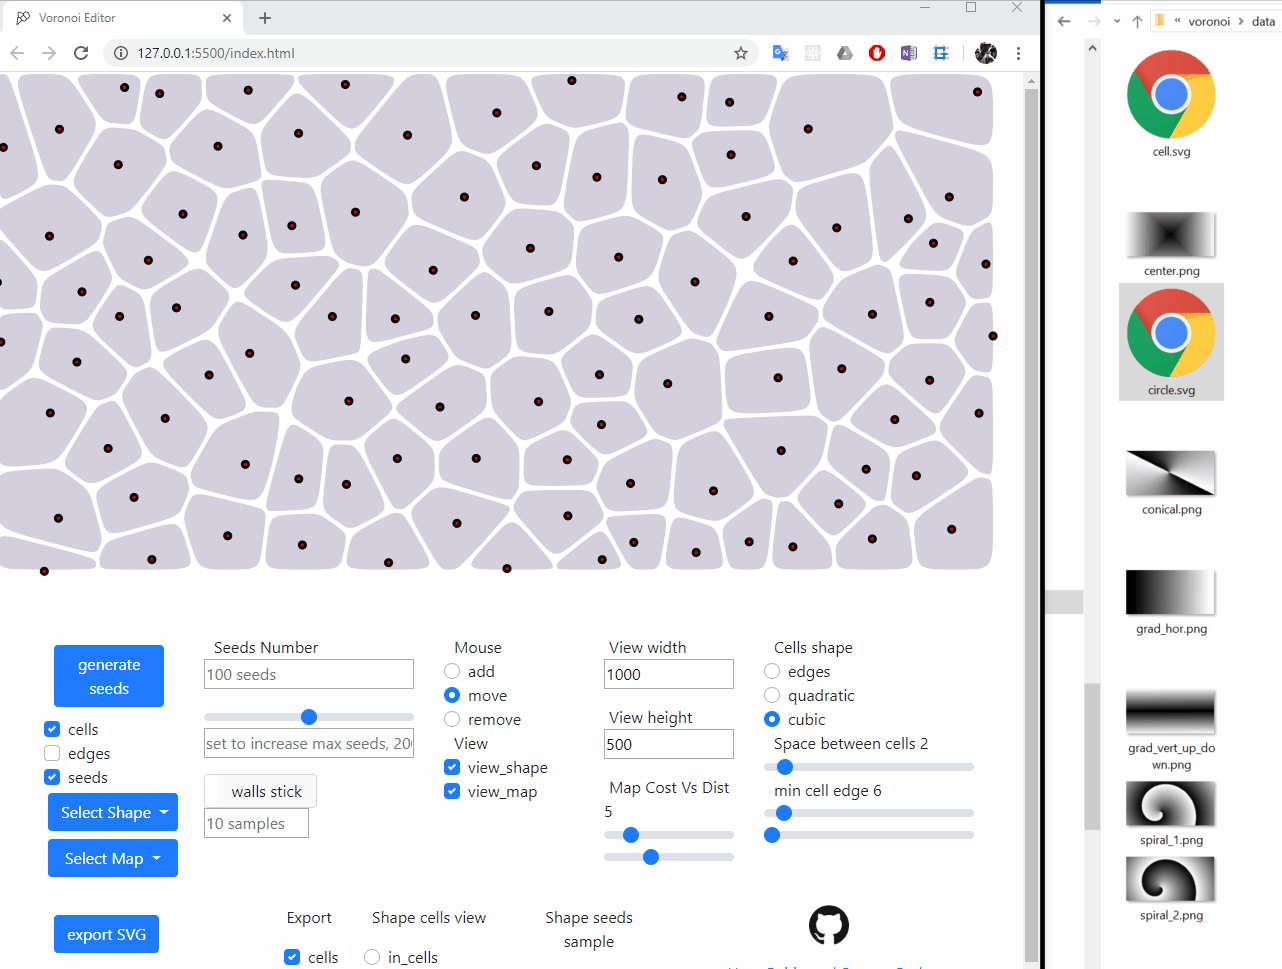 Voronoi Editor
127.0.0.1:5500/index.html
« voronoi > data
cell.svg
center.png
circle.svg
conical.png
grad_hor.png
grad_vert_up_do
wn.png
spiral_1.png
spiral_2.png
generate
seeds
cells
edges
seeds
Select Shape
Select Map
export SVG
Seeds Number
100 seeds
set to increase max seeds, 20
walls stick
10 samples
Mouse
add
move
remove
View
view_shape
view_map
View width
1000
View height
500
Map Cost Vs Dist
5
Cells shape
edges
quadratic
cubic
Space between cells 2
min cell edge 6
Export
cells
Shape cells view
in_cells
Shape seeds
sample